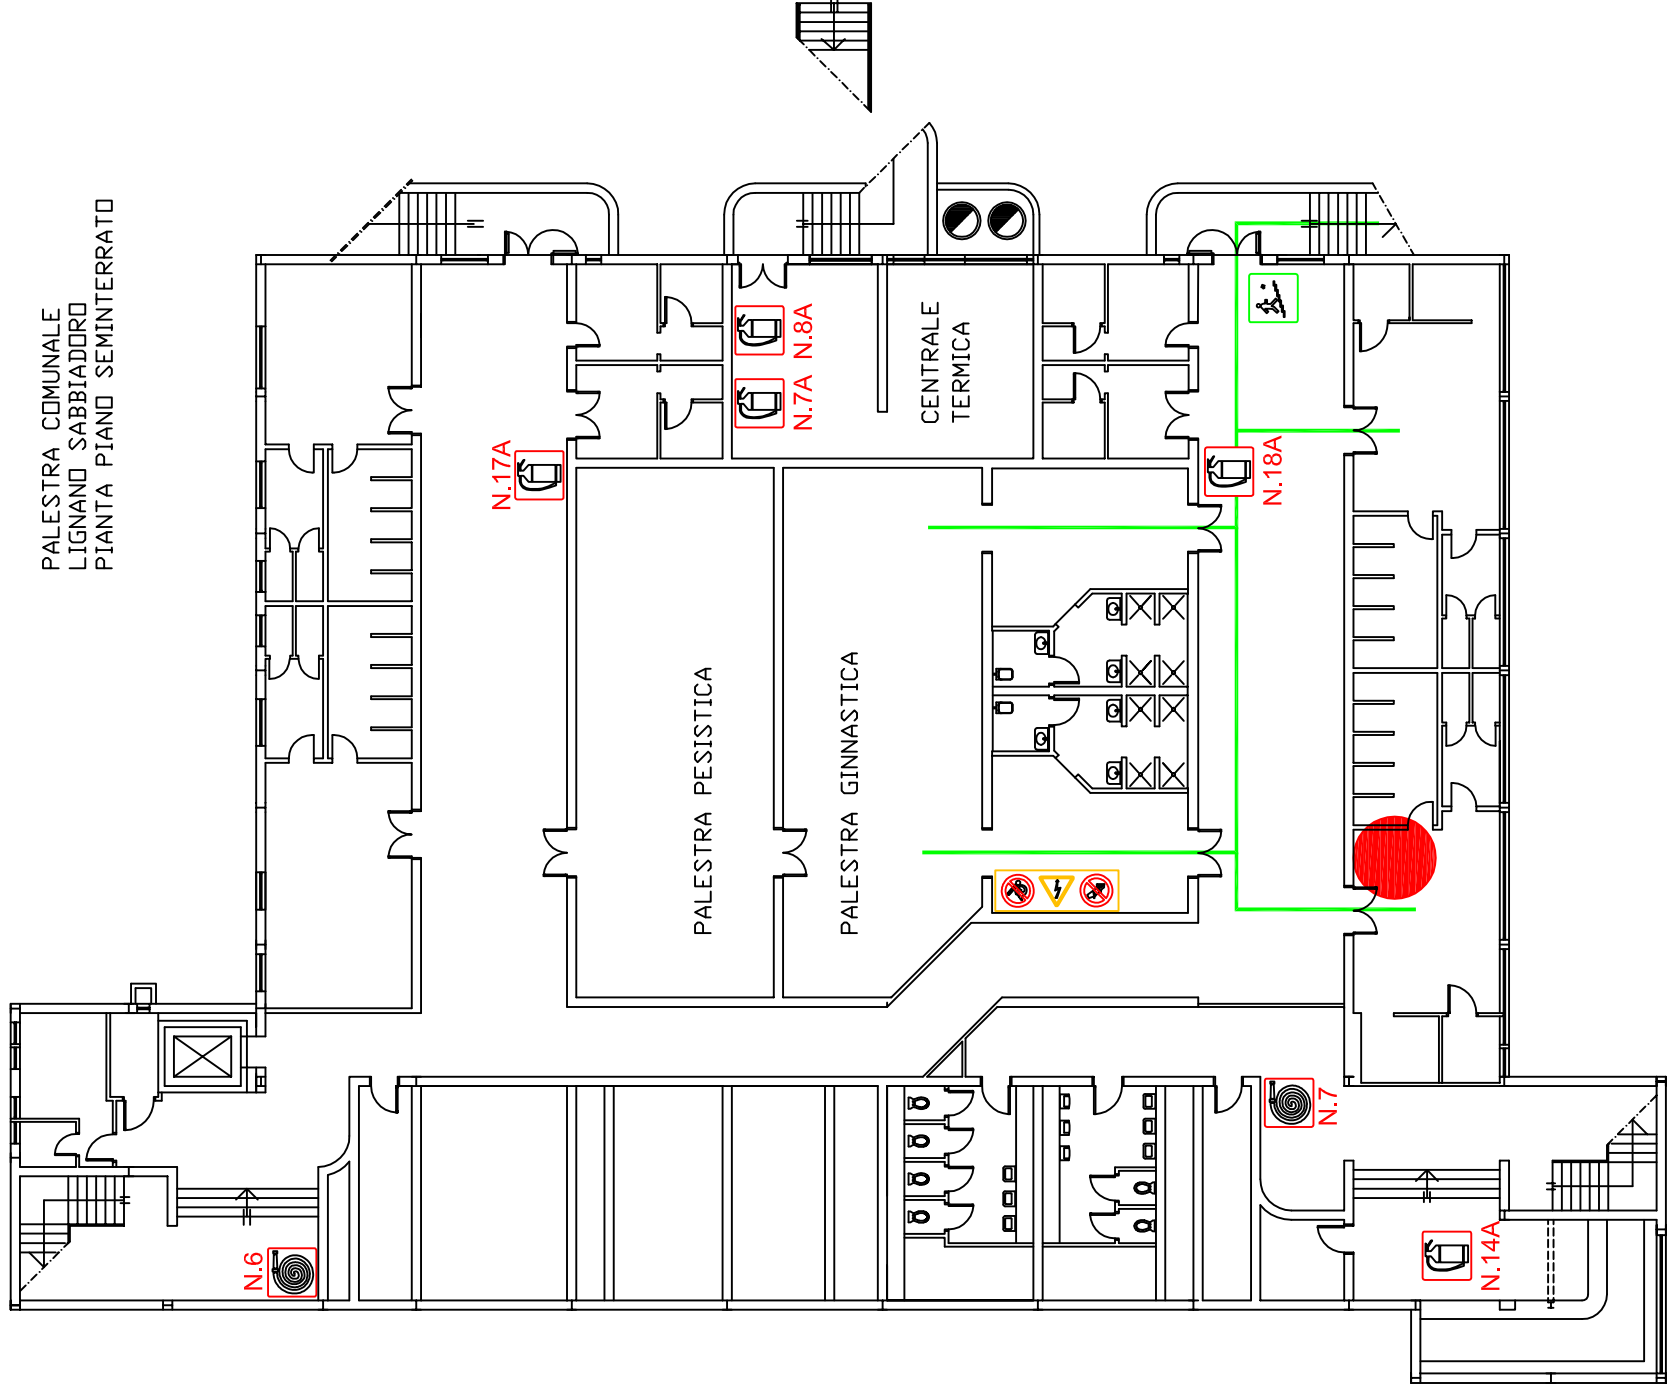 PALESTRA COMUNALE
LIGNANO SABBIADORO
PIANTA PIANO SEMINTERRATO
N.17A
N.8A
N.7A
CENTRALE
TERMICA
N.18A
PALESTRA PESISTICA
PALESTRA GINNASTICA
N.6
N.7
N.14A